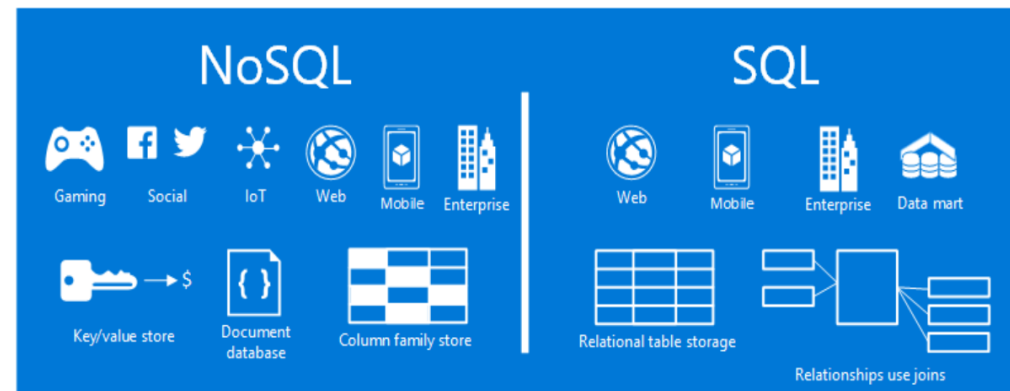 NoSQL
SQL
Gaming
Social
IoT
Web
Mobile
Enterprise
Web
Mobile
Enterprise
Data mart
$
{ }
Key/value store
Document
database
Column family store
Relational table storage
Relationships use joins